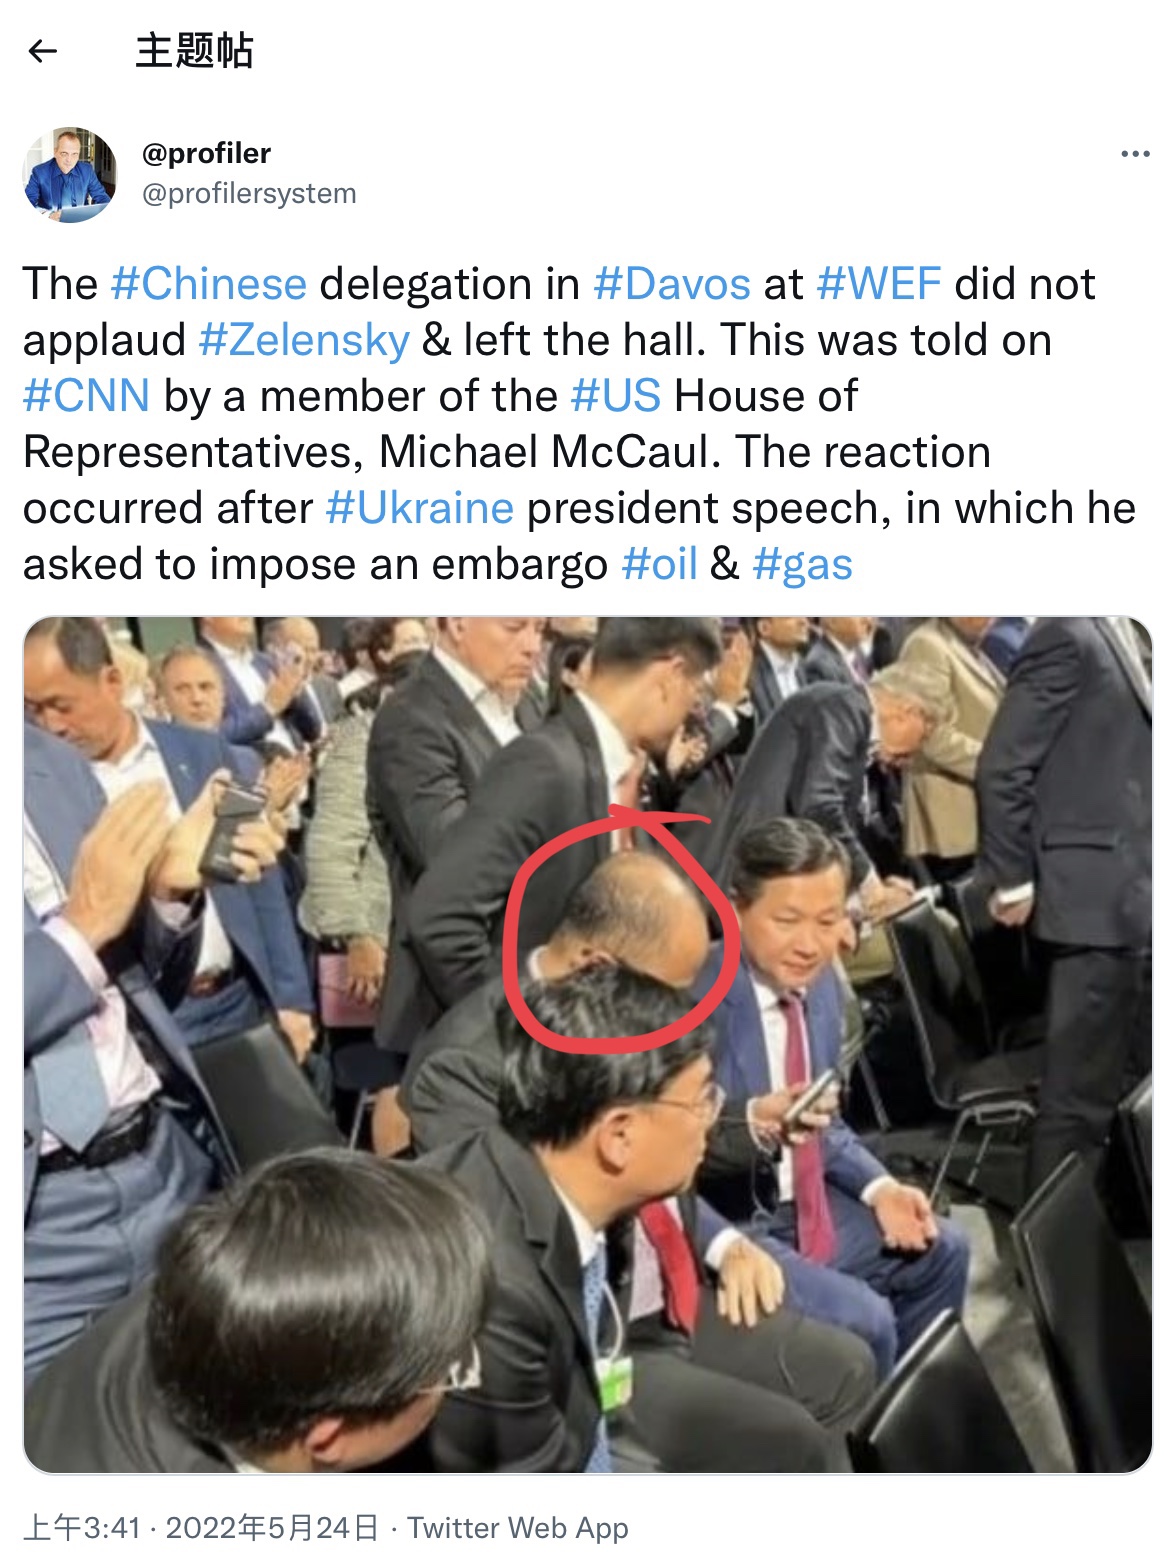 主题帖
@profiler
@profilersystem
The #Chinese delegation in #Davos at #WEF did not
applaud #Zelensky & left the hall. This was told on
#CNN by a member of the #US House of
Representatives, Michael McCaul. The reaction
occurred after #Ukraine president speech, in which he
asked to impose an embargo #oil & #gas
上午3:41 · 2022年5月24日 · Twitter Web App